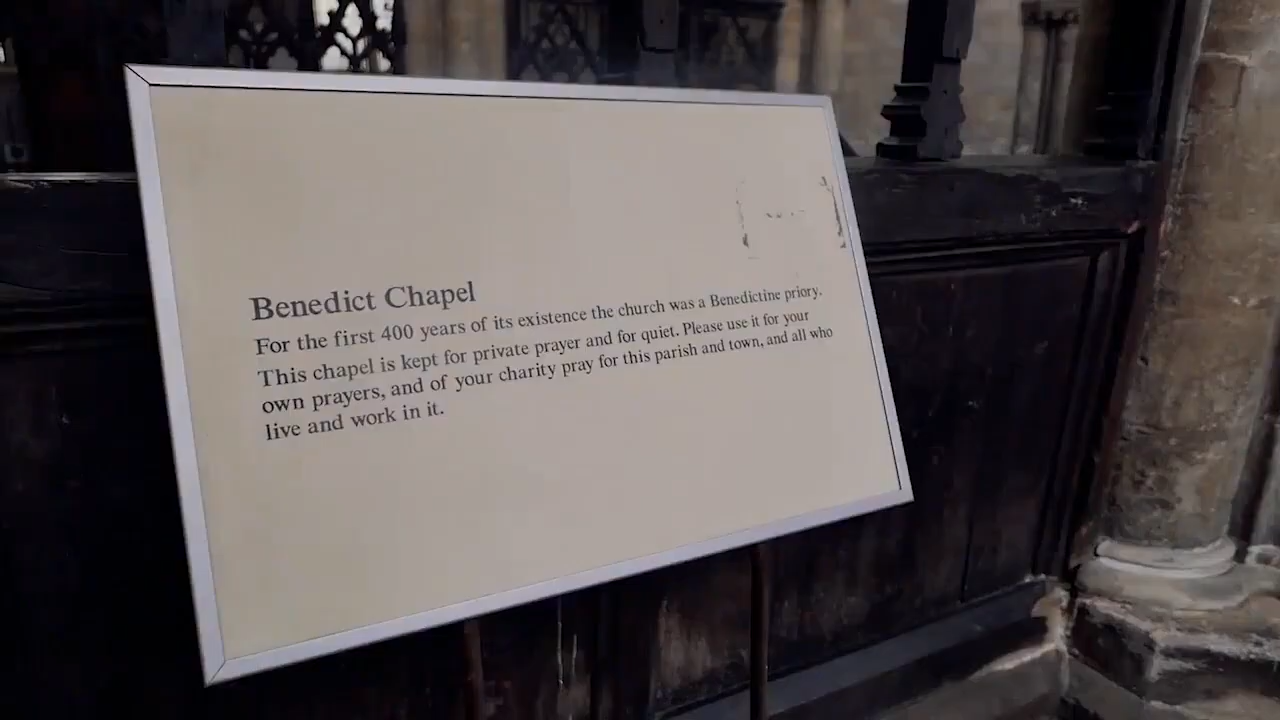 Benedict Chapel
For the first 400 years of its existence the church was a Benedictine priory.
This chapel is kept for private prayer and for quiet. Please use it for your
own prayers, and of your charity pray for this parish and town, and all who
live and work in it.